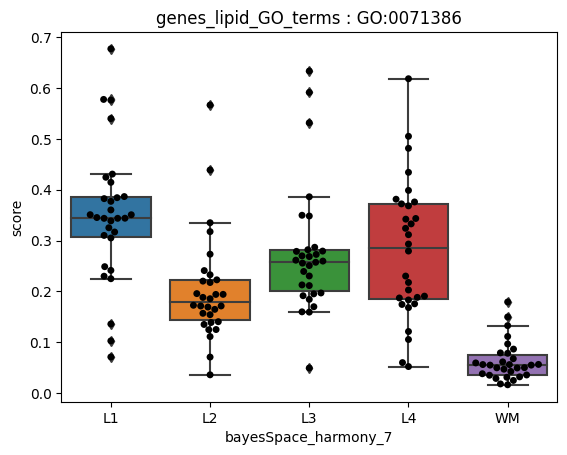 genes_lipid_GO_terms : GO:0071386
0.7
0.6
0.5
0.4
0.3
0.2
0.1
0.0
score
L1 L2 L3 L4 WM
bayesSpace_harmony_7